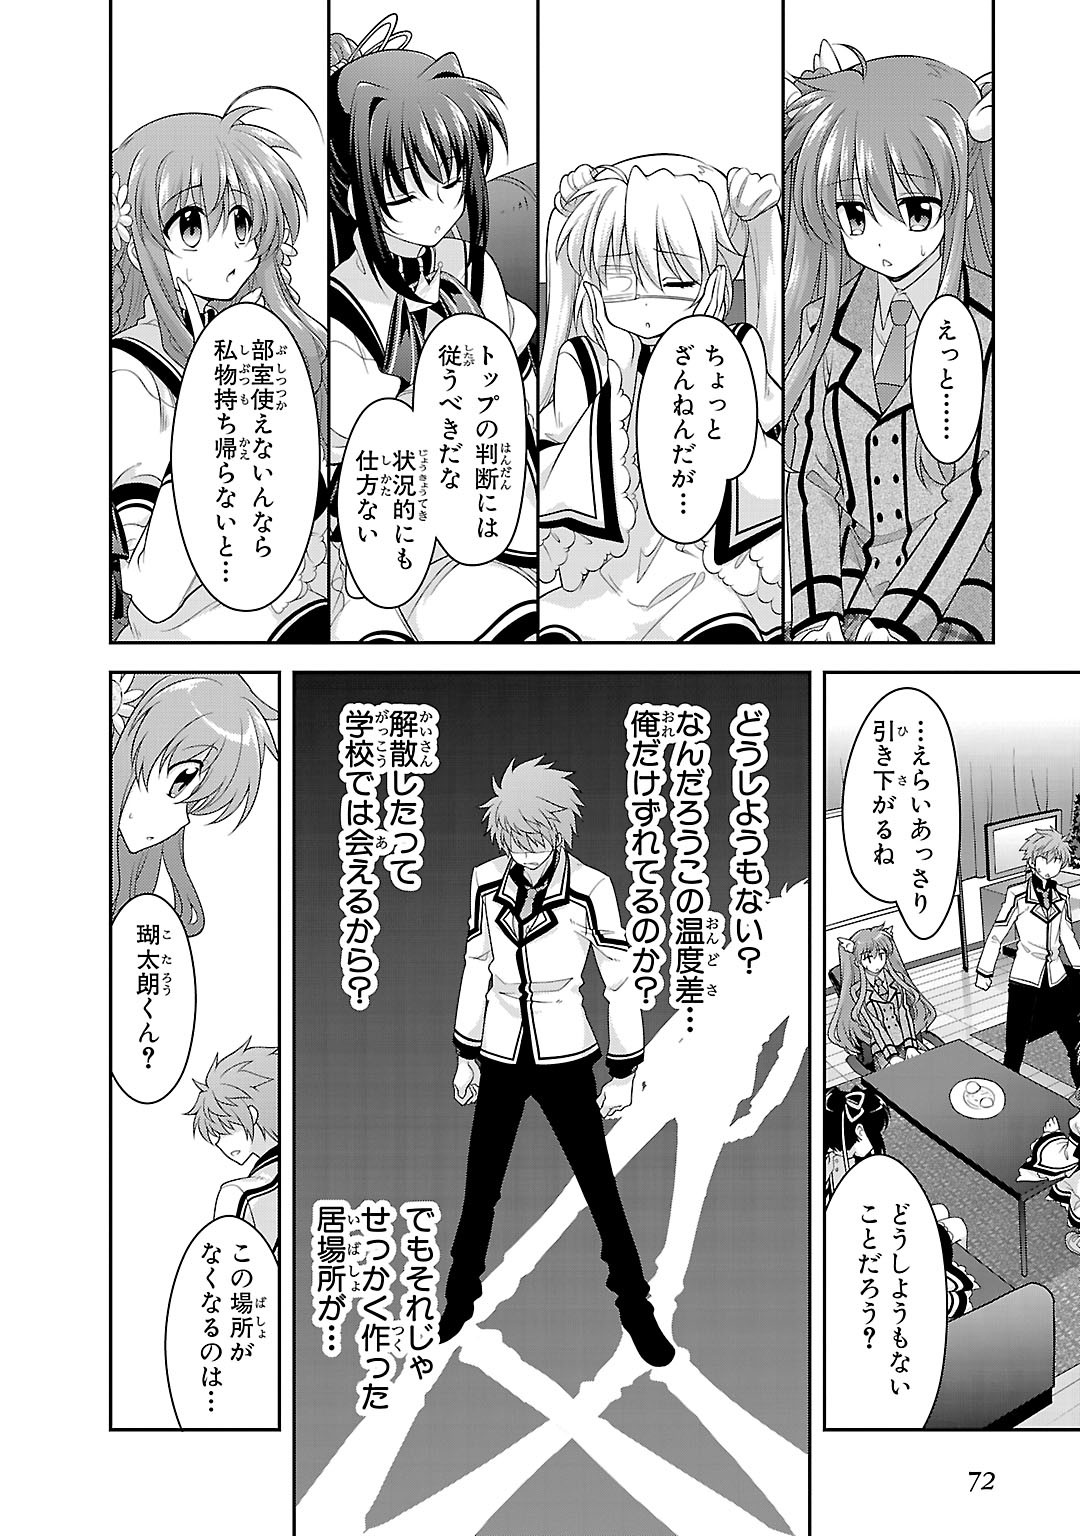 えっと……
ちょっと
ざんねんだが…
トップの判断には
従うべきだな
状況的にも
仕方ない
部室使えないんなら
私物持ち帰らないと…
…えらいあっさり
引き下がるね
どうしようもない
ことだろう?
どうしようもない?
なんだろうこの温度差…
俺だけずれてるのか?
解散したって
学校では会えるから?
でもそれじゃ
せっかく作った
居場所が…
瑚太朗くん?
この場所が
なくなるのは…
72